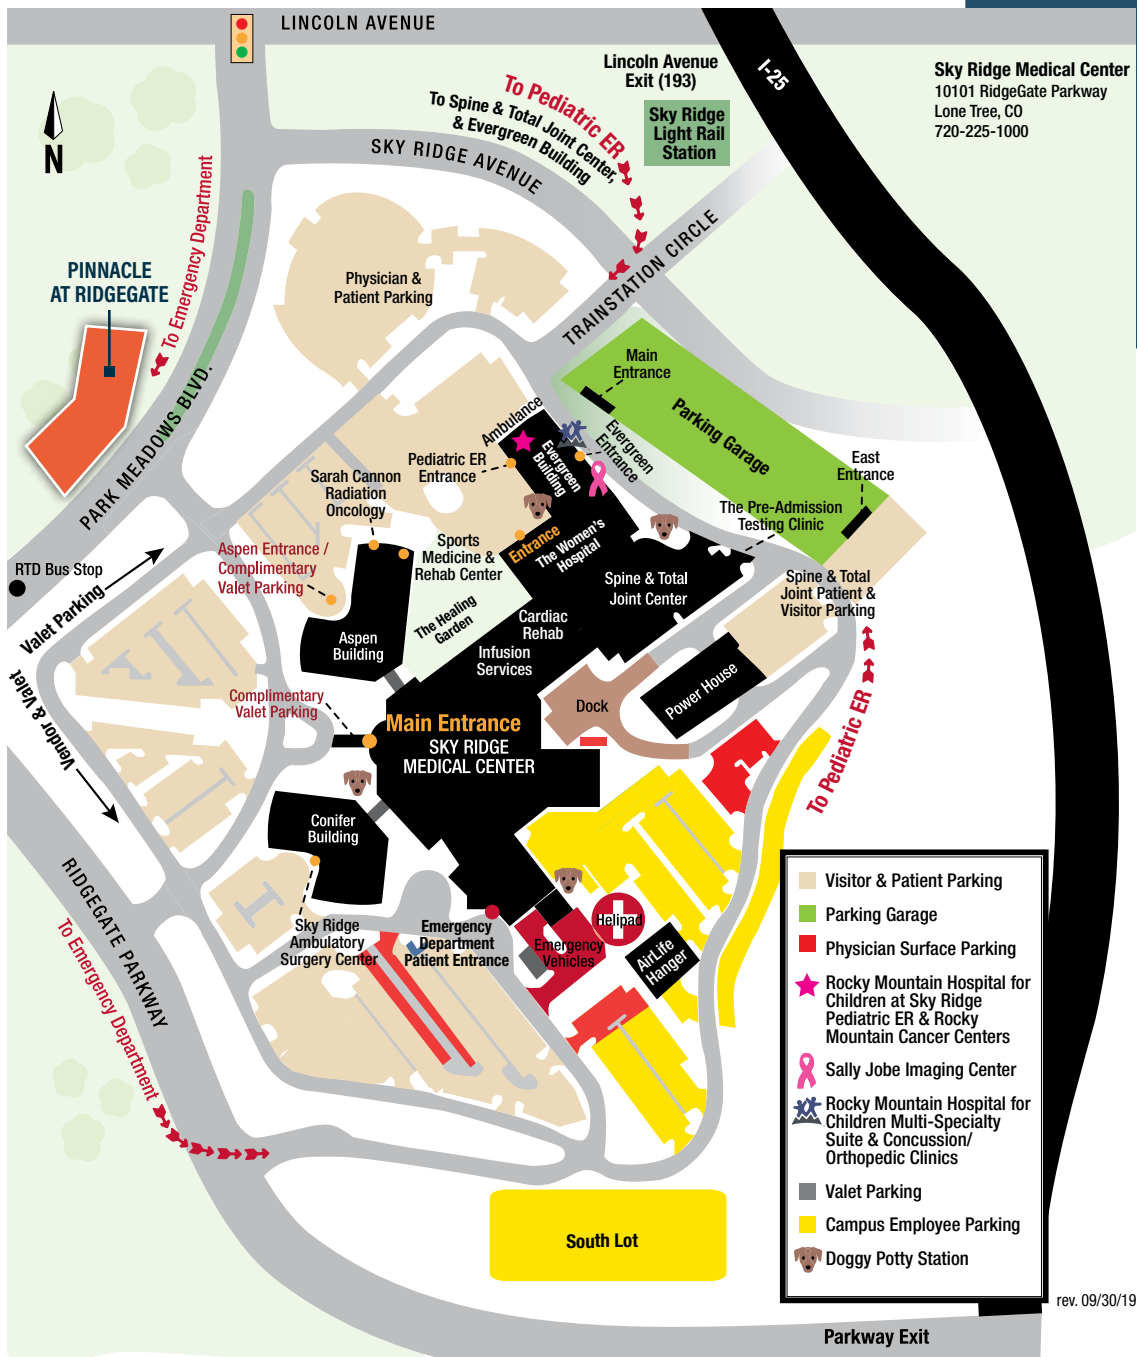 LINCOLN AVENUE
I-25
Lincoln Avenue
Exit (193)
Sky Ridge Medical Center
10101 RidgeGate Parkway
Lone Tree, CO
720-225-1000
To Pediatric ER
To Spine & Total Joint Center,
& Evergreen Building
Sky Ridge
Light Rail
Station
N
SKY RIDGE AVENUE
To Emergency Department
TRAINSTATION CIRCLE
PINNACLE
AT RIDGEGATE
Physician &
Patient Parking
PARK MEADOWS BLVD.
Main
Entrance
Parking Garage
Ambulance
Evergreen
Entrance
Evergreen
Building
Pediatric ER
Entrance
East
Entrance
Sarah Cannon
Radiation
Oncology
The Pre-Admission
Testing Clinic
Entrance
The Women's
Hospital
Sports
Medicine &
Rehab Center
Aspen Entrance /
Complimentary
Valet Parking
RTD Bus Stop
Valet Parking
Spine & Total
Joint Center
Spine & Total
Joint Patient &
Visitor Parking
The Healing
Garden
Cardiac
Rehab
Aspen
Building
Infusion
Services
Vendor & Valet
Complimentary
Valet Parking
Power House
Dock
Main Entrance
SKY RIDGE
MEDICAL CENTER
To Pediatric ER
Conifer
Building
RIDGEGATE PARKWAY
Sky Ridge
Ambulatory
Surgery Center
Emergency
Department
Patient Entrance
Helipad
Emergency
Vehicles
AirLife
Hanger
To Emergency Department
Visitor & Patient Parking
Parking Garage
Physician Surface Parking
Rocky Mountain Hospital for
Children at Sky Ridge
Pediatric ER & Rocky
Mountain Cancer Centers
Sally Jobe Imaging Center
Rocky Mountain Hospital for
Children Multi-Specialty
Suite & Concussion/
Orthopedic Clinics
Valet Parking
Campus Employee Parking
Doggy Potty Station
South Lot
rev. 09/30/19
Parkway Exit